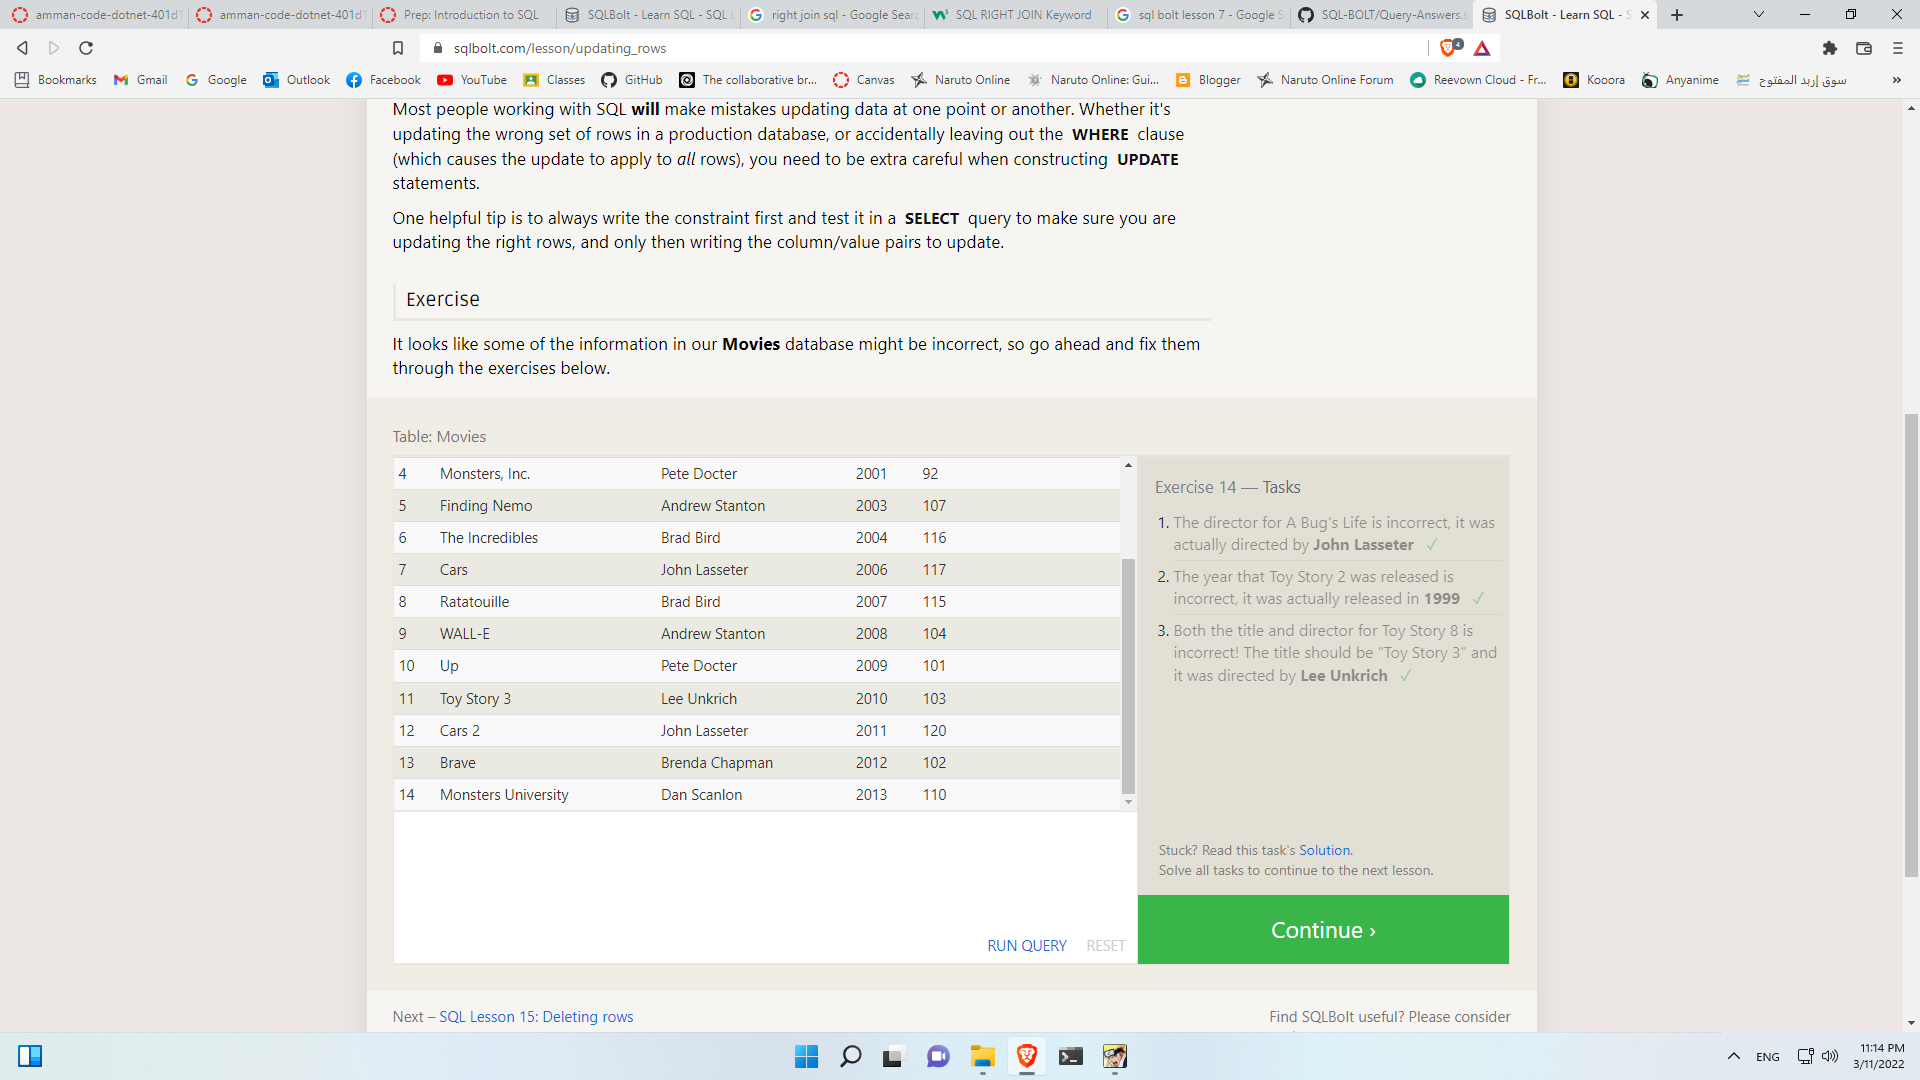 amman-code-dotnet-401d1
amman-code-dotnet-401d1
Prep: Introduction to SQL
SQLBolt - Learn SQL - SQL L
right join sql - Google Searc
SQL RIGHT JOIN Keyword
sql bolt lesson 7 - Google S
SQL-BOLT/Query-Answers.s
SQLBolt - Learn SQL - S
sqlbolt.com/lesson/updating_rows
4
Bookmarks
Gmail
Google
Outlook
Facebook
YouTube
Classes
GitHub
The collaborative br...
Canvas
Naruto Online
Naruto Online: Gui...
Blogger
Naruto Online Forum
Reevown Cloud - Fr...
Kooora
Anyanime
سوق إربد المفتوح
»
Most people working with SQL will make mistakes updating data at one point or another. Whether it's
updating the wrong set of rows in a production database, or accidentally leaving out the WHERE clause
(which causes the update to apply to all rows), you need to be extra careful when constructing UPDATE
statements.
One helpful tip is to always write the constraint first and test it in a SELECT query to make sure you are
updating the right rows, and only then writing the column/value pairs to update.
Exercise
It looks like some of the information in our Movies database might be incorrect, so go ahead and fix them
through the exercises below.
Table: Movies
4 Monsters, Inc. Pete Docter 2001 92
5 Finding Nemo Andrew Stanton 2003 107
6 The Incredibles Brad Bird 2004 116
7 Cars John Lasseter 2006 117
8 Ratatouille Brad Bird 2007 115
9 WALL-E Andrew Stanton 2008 104
10 Up Pete Docter 2009 101
11 Toy Story 3 Lee Unkrich 2010 103
12 Cars 2 John Lasseter 2011 120
13 Brave Brenda Chapman 2012 102
14 Monsters University Dan Scanlon 2013 110
RUN QUERY RESET
Exercise 14 — Tasks
1. The director for A Bug's Life is incorrect, it was
actually directed by John Lasseter ✓
2. The year that Toy Story 2 was released is
incorrect, it was actually released in 1999 ✓
3. Both the title and director for Toy Story 8 is
incorrect! The title should be "Toy Story 3" and
it was directed by Lee Unkrich ✓
Stuck? Read this task's Solution.
Solve all tasks to continue to the next lesson.
Continue ›
Next – SQL Lesson 15: Deleting rows
Find SQLBolt useful? Please consider
ENG
11:14 PM
3/11/2022